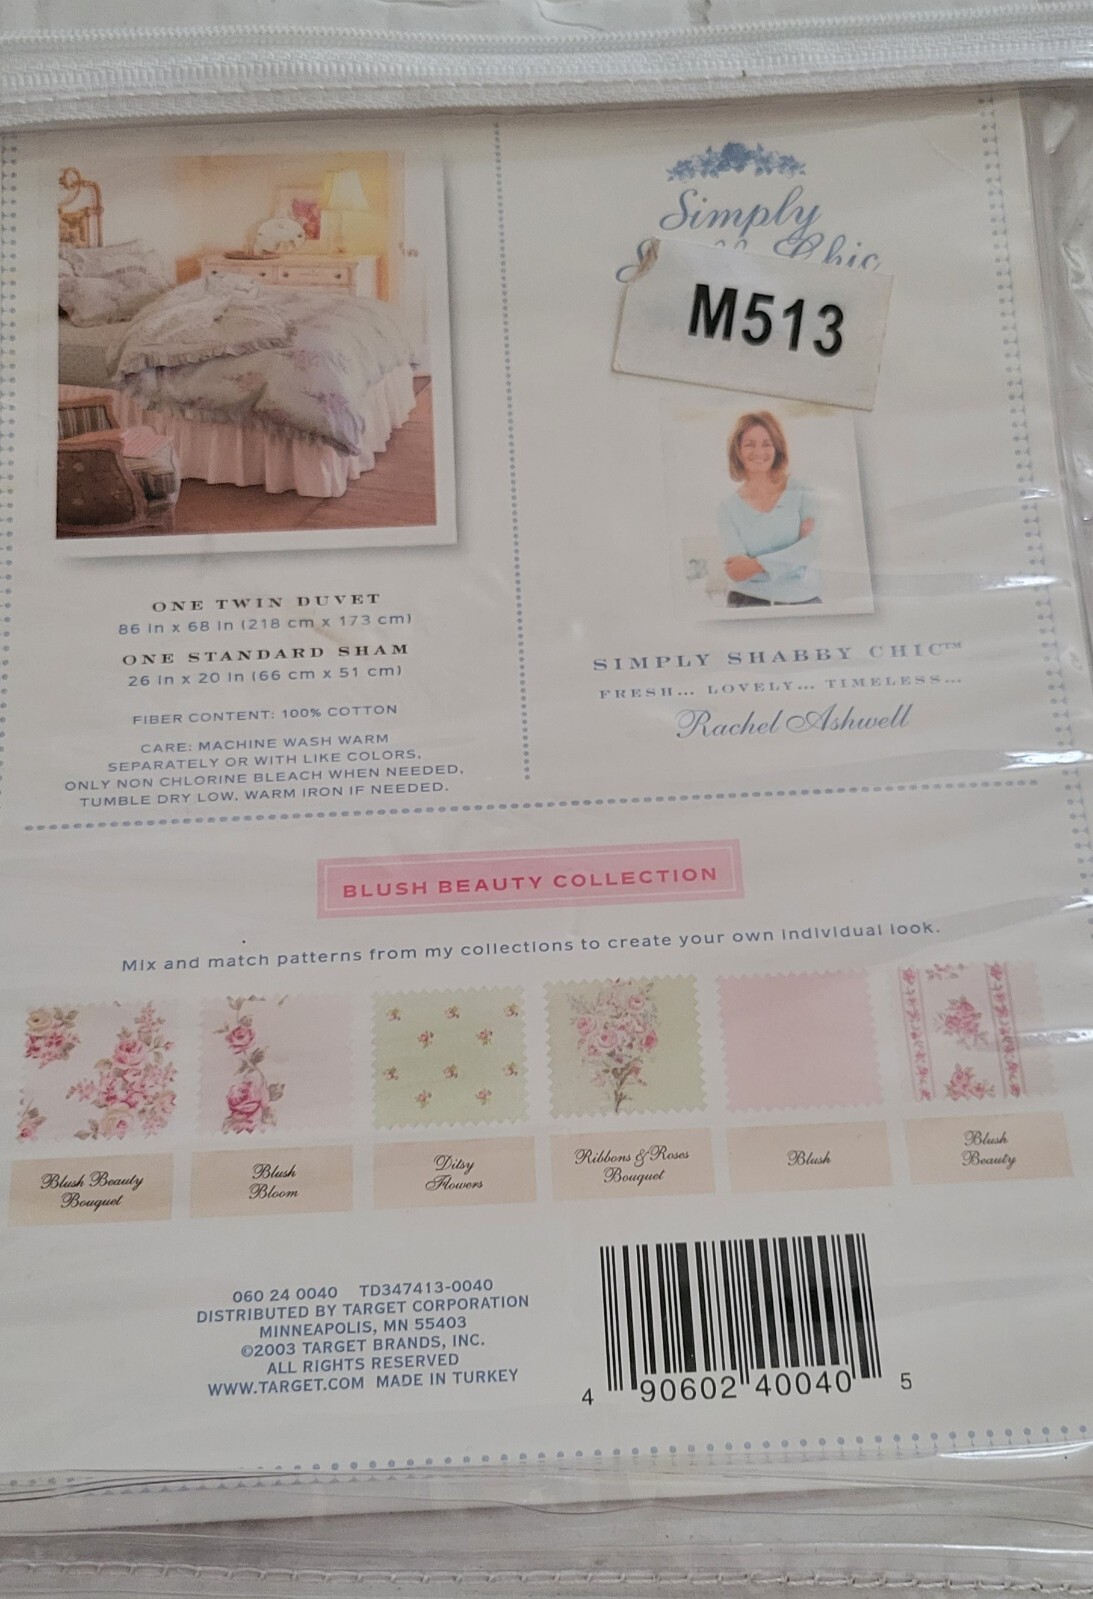 Simply
Chic
M513
ONE TWIN DUVET
86 in x 68 in (218 cm x 173 cm)
ONE STANDARD SHAM
26 in x 20 in (66 cm x 51 cm)
FIBER CONTENT: 100% COTTON
CARE: MACHINE WASH WARM
SEPARATELY OR WITH LIKE COLORS,
ONLY NON CHLORINE BLEACH WHEN NEEDED,
TUMBLE DRY LOW. WARM IRON IF NEEDED.
SIMPLY SHABBY CHIC™
FRESH... LOVELY... TIMELESS...
Rachel Ashwell
BLUSH BEAUTY COLLECTION
Mix and match patterns from my collections to create your own individual look.
Blush Beauty
Bouquet
Blush
Bloom
Ditsy
Flowers
Ribbons & Roses
Bouquet
Blush
Blush
Beauty
060 24 0040 TD347413-0040
DISTRIBUTED BY TARGET CORPORATION
MINNEAPOLIS, MN 55403
©2003 TARGET BRANDS, INC.
ALL RIGHTS RESERVED
WWW.TARGET.COM MADE IN TURKEY
4 90602 40040 5